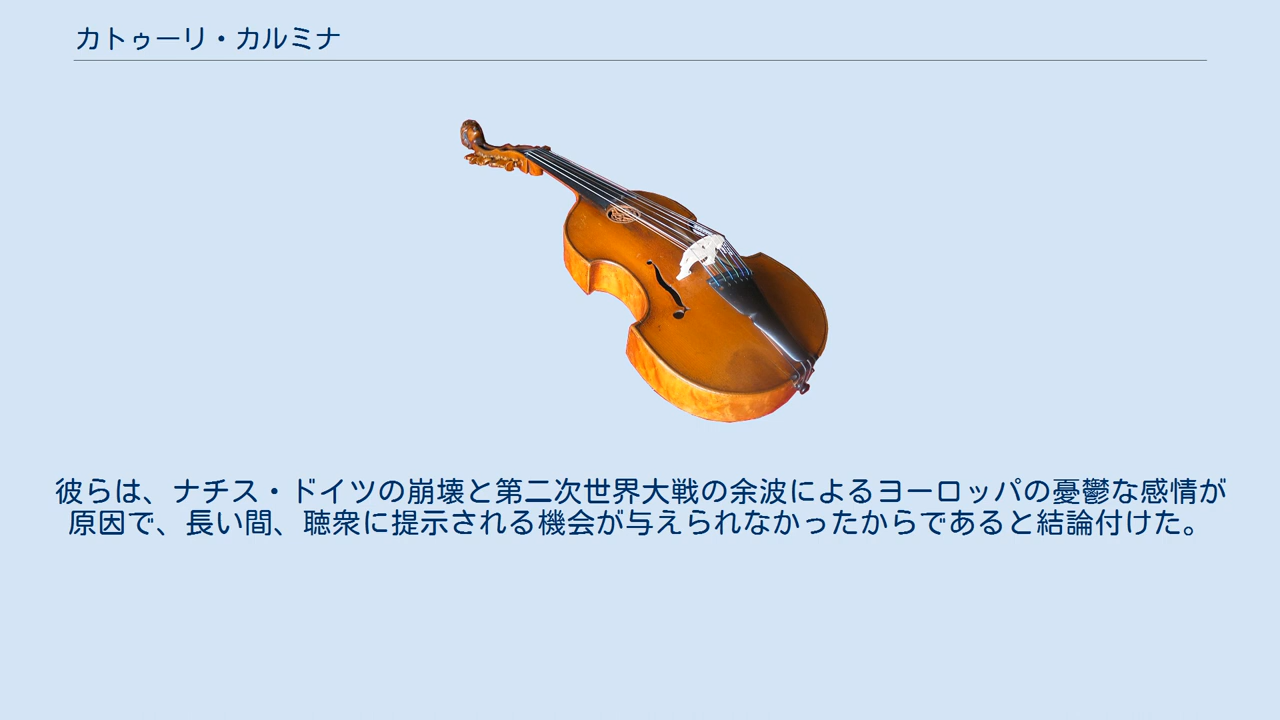 カトゥーリ・カルミナ
彼らは、ナチス・ドイツの崩壊と第二次世界大戦の余波によるヨーロッパの憂鬱な感情が
原因で、長い間、聴衆に提示される機会が与えられなかったからであると結論付けた。